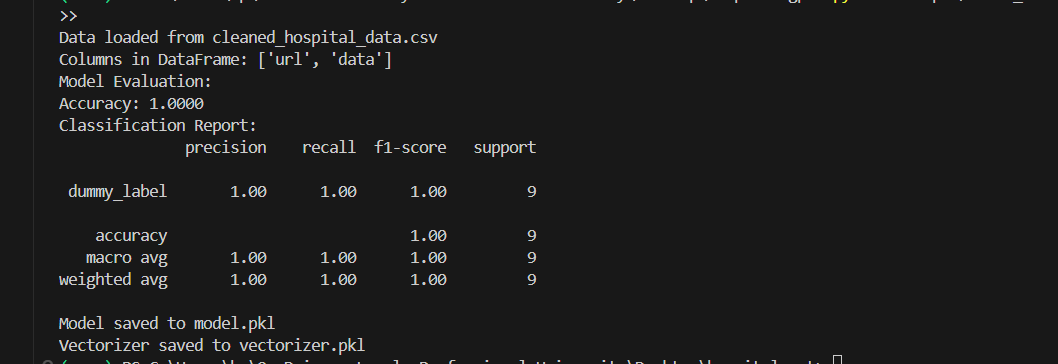 >>
Data loaded from cleaned_hospital_data.csv
Columns in DataFrame: ['url', 'data']
Model Evaluation:
Accuracy: 1.0000
Classification Report:
precision recall f1-score support
dummy_label 1.00 1.00 1.00 9
accuracy 1.00 9
macro avg 1.00 1.00 1.00 9
weighted avg 1.00 1.00 1.00 9
Model saved to model.pkl
Vectorizer saved to vectorizer.pkl